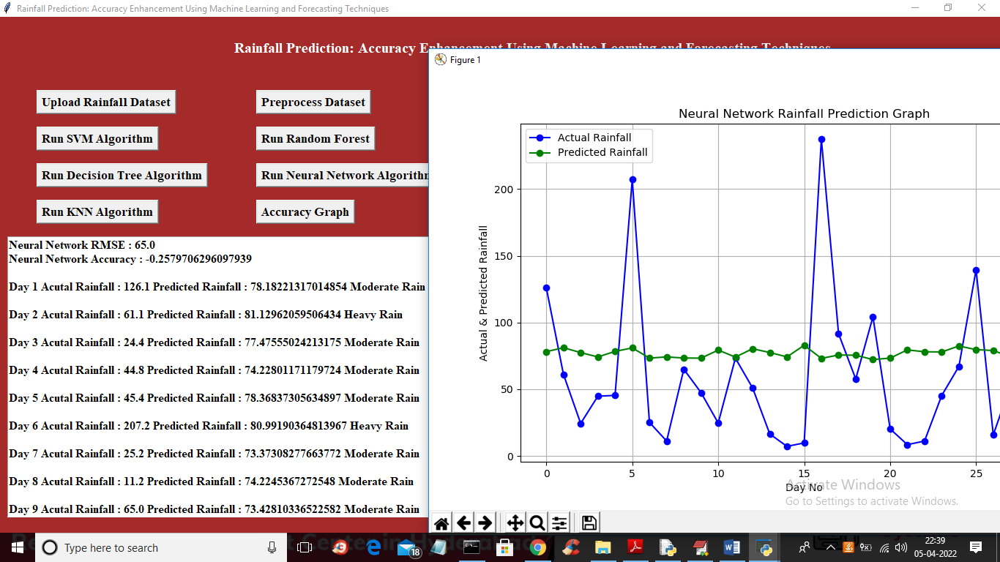 Rainfall Prediction: Accuracy Enhancement Using Machine Learning and Forecasting Techniques
Rainfall Prediction: Accuracy Enhancement Using Machine Learning and Forecasting Techniques
Upload Rainfall Dataset
Preprocess Dataset
Run SVM Algorithm
Run Random Forest
Run Decision Tree Algorithm
Run Neural Network Algorith
Run KNN Algorithm
Accuracy Graph
Neural Network RMSE : 65.0
Neural Network Accuracy : -0.2579706296097939
Day 1 Acutal Rainfall : 126.1 Predicted Rainfall : 78.18221317014854 Moderate Rain
Day 2 Acutal Rainfall : 61.1 Predicted Rainfall : 81.12962059506434 Heavy Rain
Day 3 Acutal Rainfall : 24.4 Predicted Rainfall : 77.47555024213175 Moderate Rain
Day 4 Acutal Rainfall : 44.8 Predicted Rainfall : 74.22801171179724 Moderate Rain
Day 5 Acutal Rainfall : 45.4 Predicted Rainfall : 78.36837305634897 Moderate Rain
Day 6 Acutal Rainfall : 207.2 Predicted Rainfall : 80.99190364813967 Heavy Rain
Day 7 Acutal Rainfall : 25.2 Predicted Rainfall : 73.37308277663772 Moderate Rain
Day 8 Acutal Rainfall : 11.2 Predicted Rainfall : 74.2245367272548 Moderate Rain
Day 9 Acutal Rainfall : 65.0 Predicted Rainfall : 73.42810336522582 Moderate Rain
Figure 1
Neural Network Rainfall Prediction Graph
Actual Rainfall
Predicted Rainfall
Actual & Predicted Rainfall
200
150
100
50
0
0 5 10 15 20 25
Day No
Activate Windows
Go to Settings to activate Windows.
Type here to search
18
22:39
05-04-2022